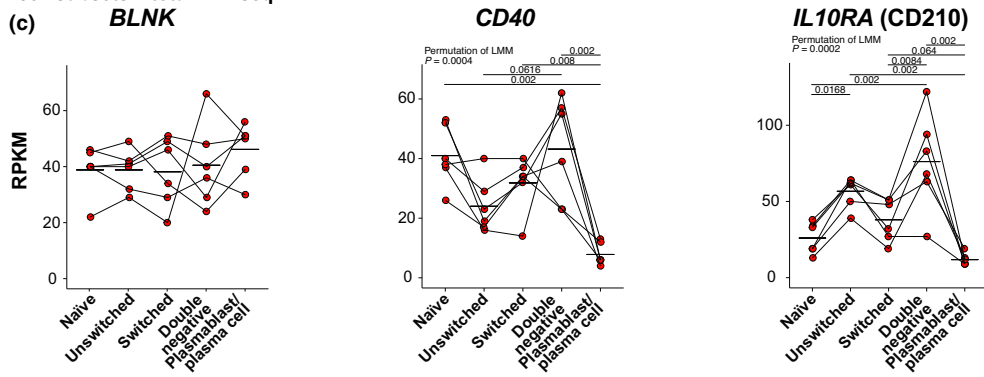 (c)
BLNK
RPKM
60
40
20
0
Naïve
Unswitched
Switched
Double
negative
Plasmablast/
plasma cell
CD40
Permutation of LMM
P = 0.0004
0.002
0.008
0.0616
0.002
60
40
20
0
Naïve
Unswitched
Switched
Double
negative
Plasmablast/
plasma cell
IL10RA (CD210)
Permutation of LMM
P = 0.0002
0.002
0.064
0.0084
0.002
0.002
0.0168
100
50
0
Naïve
Unswitched
Switched
Double
negative
Plasmablast/
plasma cell